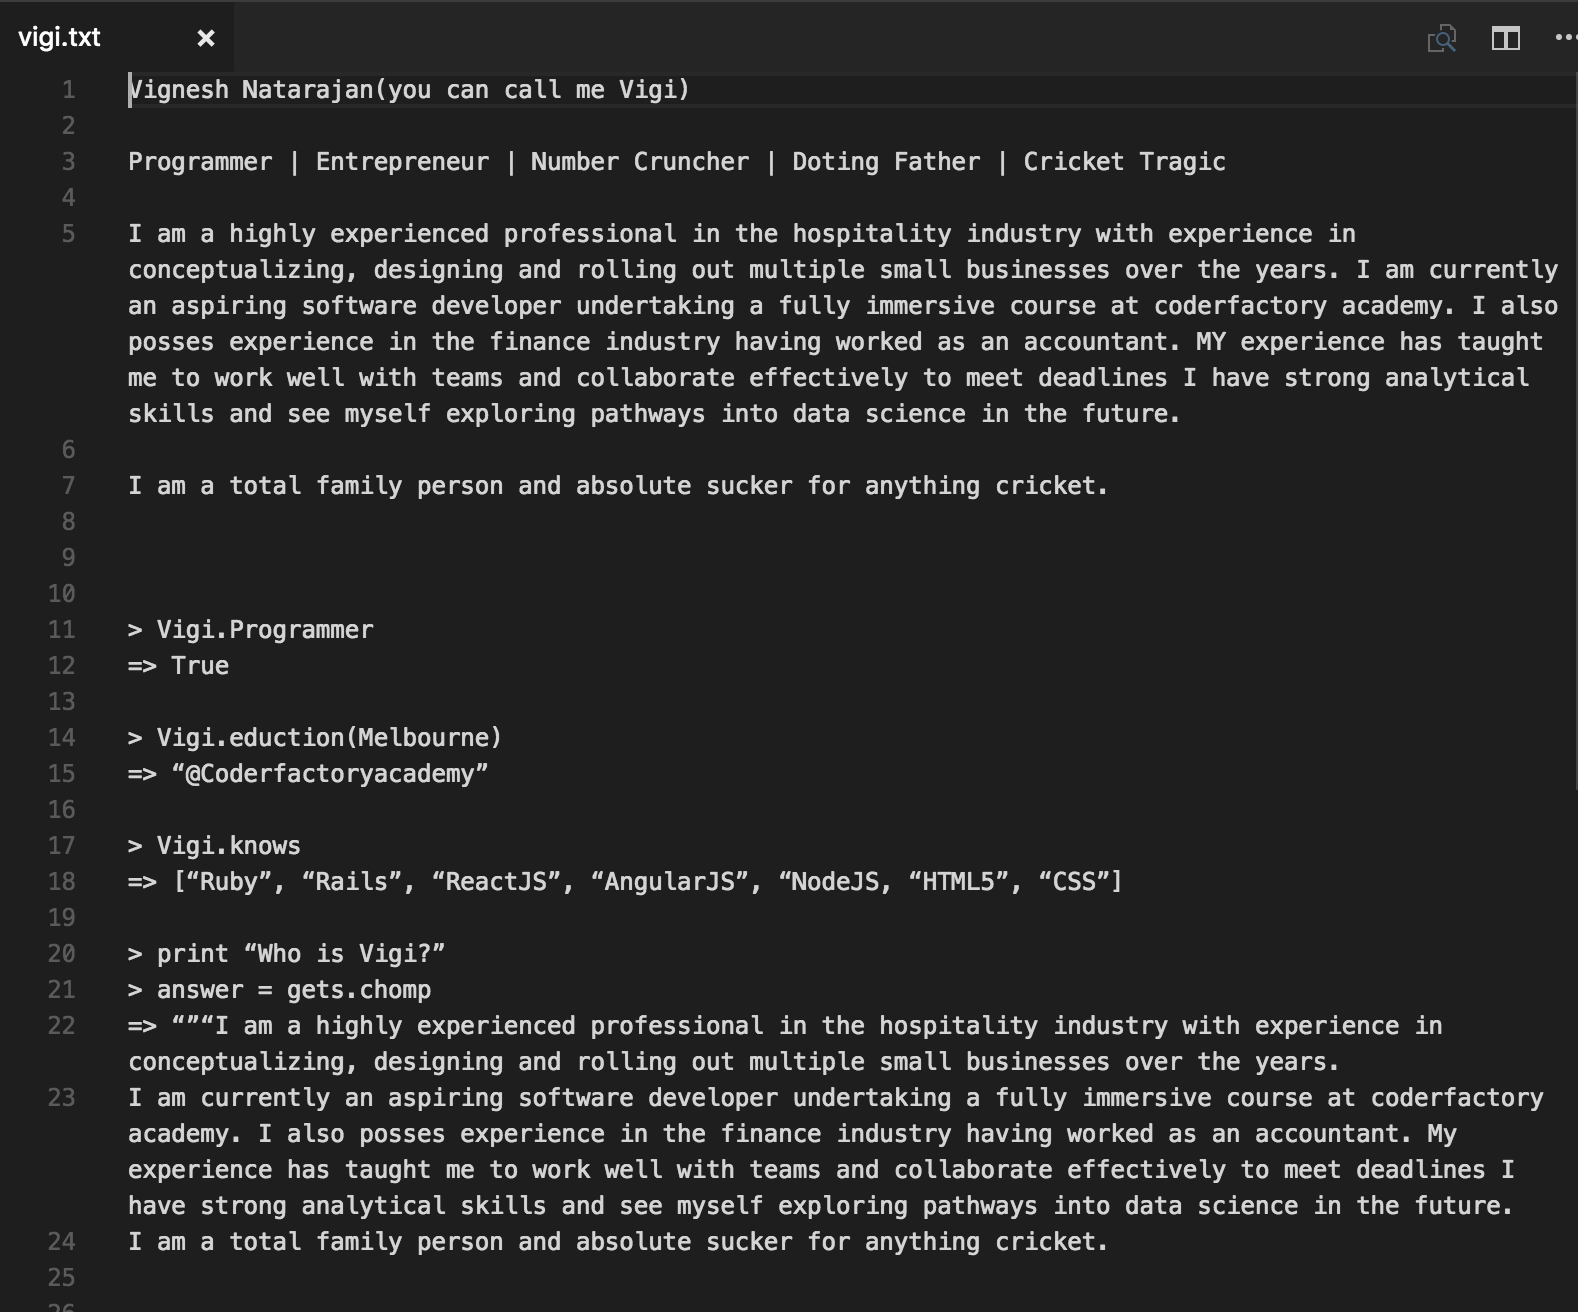 vigi.txt
1 Vignesh Natarajan(you can call me Vigi)
2
3 Programmer | Entrepreneur | Number Cruncher | Doting Father | Cricket Tragic
4
5 I am a highly experienced professional in the hospitality industry with experience in
conceptualizing, designing and rolling out multiple small businesses over the years. I am currently
an aspiring software developer undertaking a fully immersive course at coderfactory academy. I also
posses experience in the finance industry having worked as an accountant. MY experience has taught
me to work well with teams and collaborate effectively to meet deadlines I have strong analytical
skills and see myself exploring pathways into data science in the future.
6
7 I am a total family person and absolute sucker for anything cricket.
8
9
10
11 > Vigi.Programmer
12 => True
13
14 > Vigi.eduction(Melbourne)
15 => “@Coderfactoryacademy”
16
17 > Vigi.knows
18 => [“Ruby”, “Rails”, “ReactJS”, “AngularJS”, “NodeJS, “HTML5”, “CSS”]
19
20 > print “Who is Vigi?”
21 > answer = gets.chomp
22 => “”“I am a highly experienced professional in the hospitality industry with experience in
conceptualizing, designing and rolling out multiple small businesses over the years.
23 I am currently an aspiring software developer undertaking a fully immersive course at coderfactory
academy. I also posses experience in the finance industry having worked as an accountant. My
experience has taught me to work well with teams and collaborate effectively to meet deadlines I
have strong analytical skills and see myself exploring pathways into data science in the future.
24 I am a total family person and absolute sucker for anything cricket.
25
26